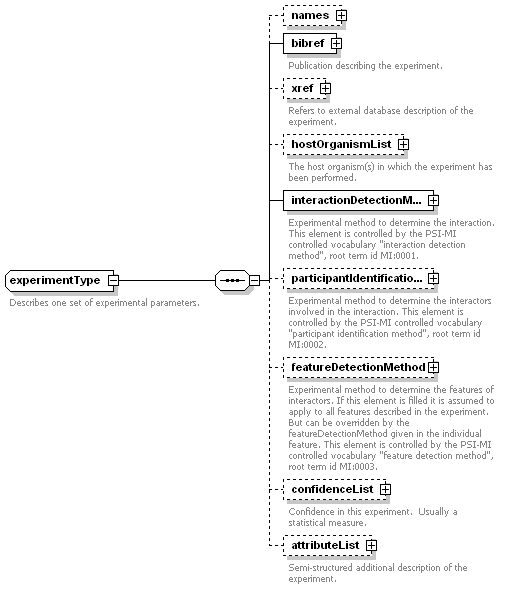 names
bibref
Publication describing the experiment.
xref
Refers to external database description of the
experiment.
hostOrganismList
The host organism(s) in which the experiment has
been performed.
interactionDetectionM...
Experimental method to determine the interaction.
This element is controlled by the PSI-MI
controlled vocabulary "interaction detection
method", root term id MI:0001.
experimentType
Describes one set of experimental parameters.
participantIdentificatio...
Experimental method to determine the interactors
involved in the interaction. This element is
controlled by the PSI-MI controlled vocabulary
"participant identification method", root term id
MI:0002.
featureDetectionMethod
Experimental method to determine the features of
interactors. If this element is filled it is assumed to
apply to all features described in the experiment.
But can be overridden by the
featureDetectionMethod given in the individual
feature. This element is controlled by the PSI-MI
controlled vocabulary "feature detection method",
root term id MI:0003.
confidenceList
Confidence in this experiment. Usually a
statistical measure.
attributeList
Semi-structured additional description of the
experiment.